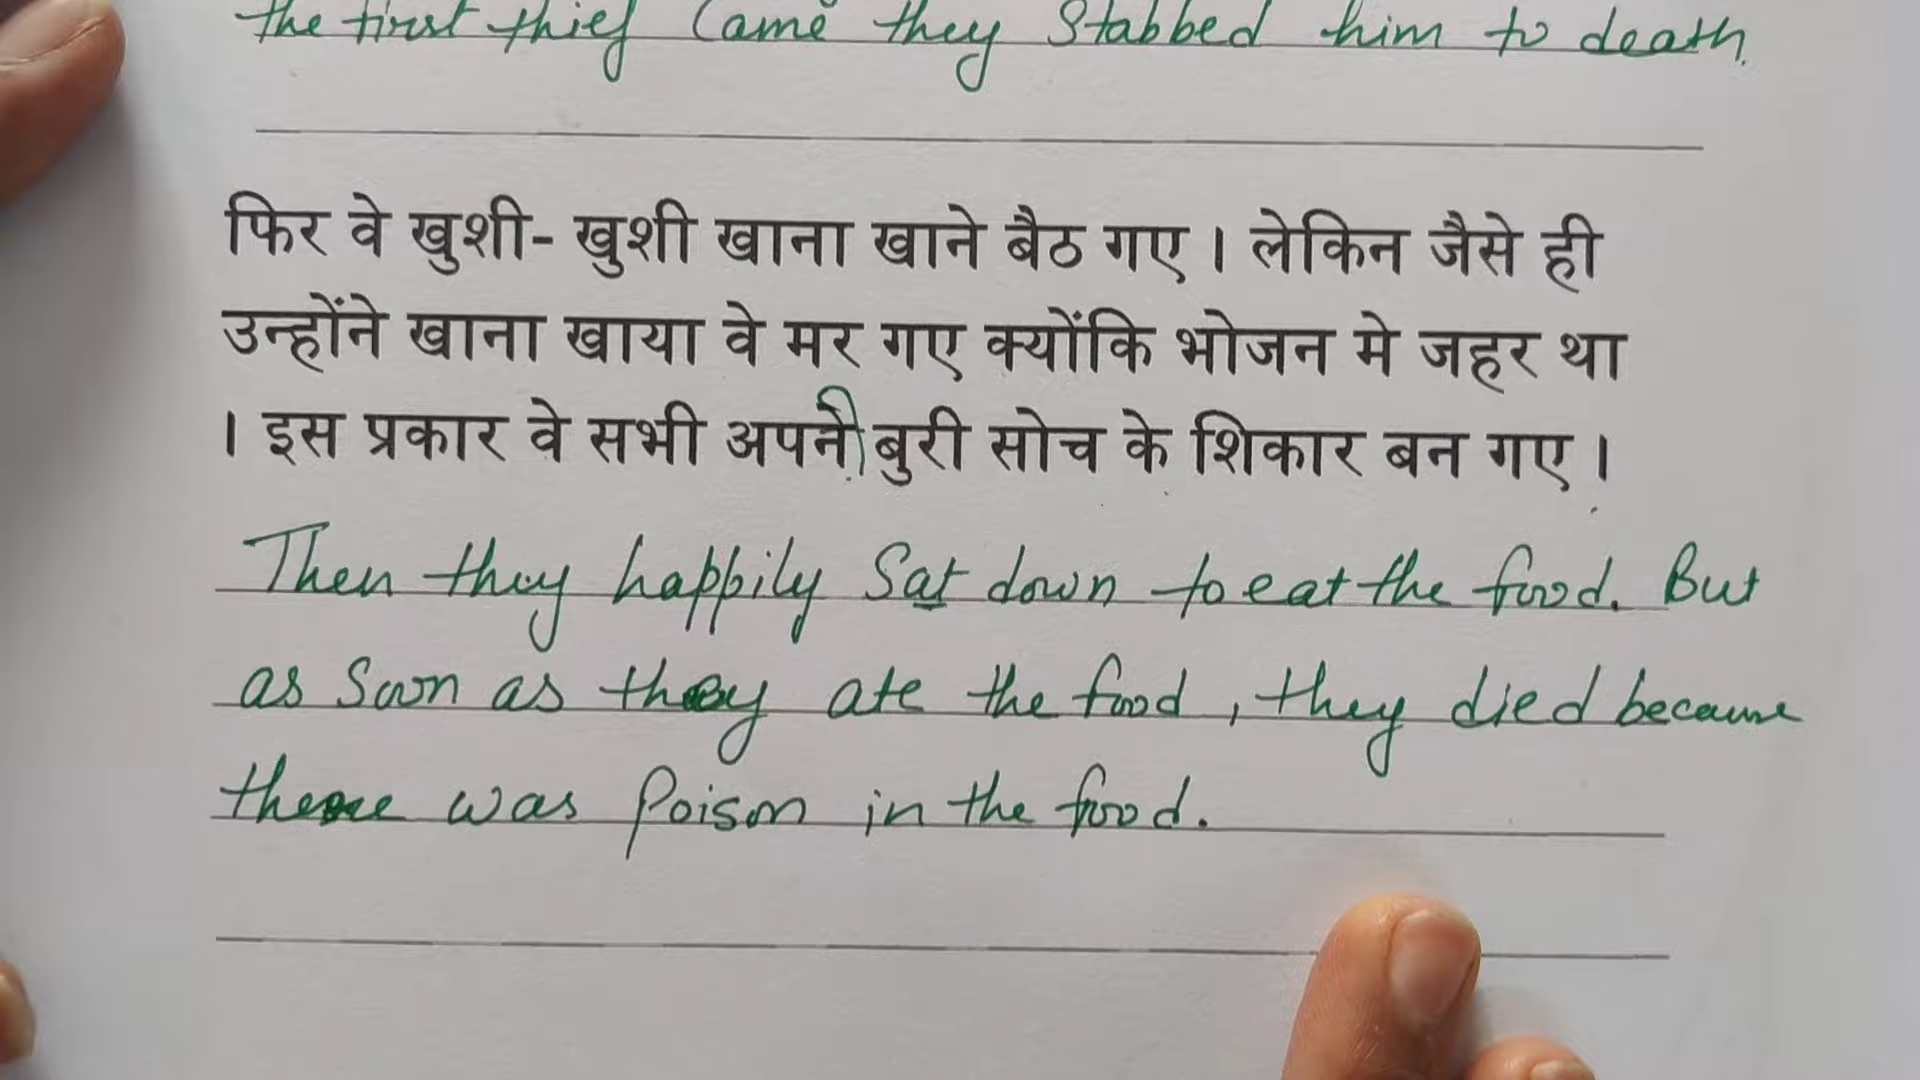 the first thief Came they Stabbed him to death.
फिर वे खुशी- खुशी खाना खाने बैठ गए । लेकिन जैसे ही
उन्होंने खाना खाया वे मर गए क्योंकि भोजन मे जहर था
। इस प्रकार वे सभी अपनी बुरी सोच के शिकार बन गए ।
Then they happily Sat down to eat the food. But
as Soon as they ate the food, they died because
there was Poison in the food.